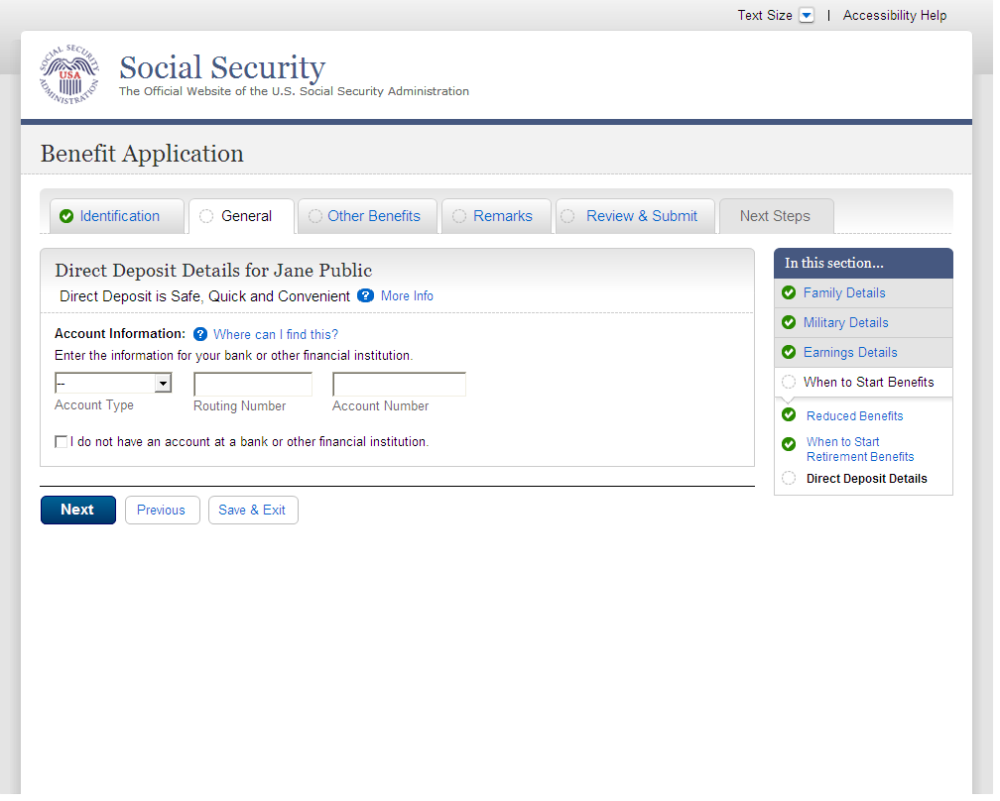 Text Size | Accessibility Help
SOCIAL SECURITY ADMINISTRATION
USA
Social Security
The Official Website of the U.S. Social Security Administration
Benefit Application
Identification
General
Other Benefits
Remarks
Review & Submit
Next Steps
Direct Deposit Details for Jane Public
Direct Deposit is Safe, Quick and Convenient ? More Info
Account Information: ? Where can I find this?
Enter the information for your bank or other financial institution.
--
Account Type
Routing Number
Account Number
I do not have an account at a bank or other financial institution.
Next
Previous
Save & Exit
In this section...
Family Details
Military Details
Earnings Details
When to Start Benefits
Reduced Benefits
When to Start
Retirement Benefits
Direct Deposit Details